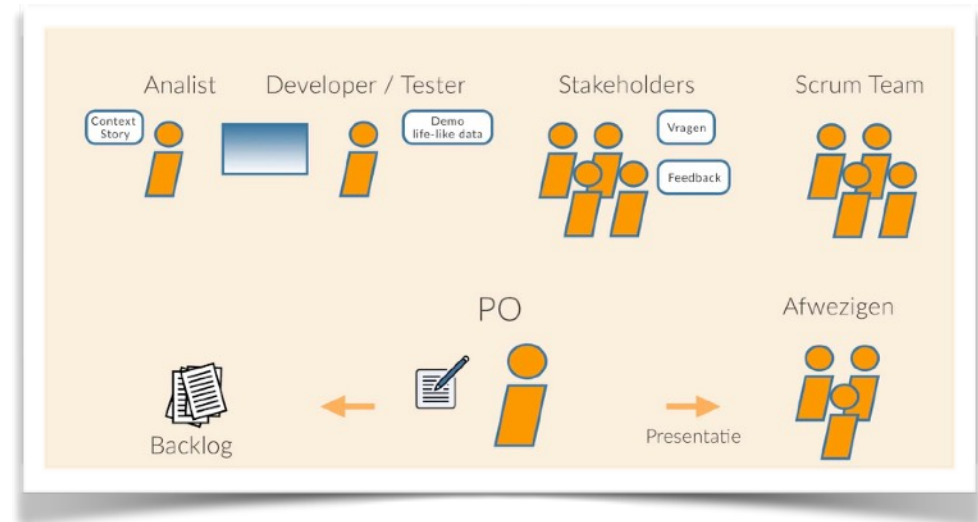 Analist
Developer / Tester
Stakeholders
Scrum Team
Context
Story
Demo
life-like data
Vragen
Feedback
PO
Afwezigen
Backlog
Presentatie